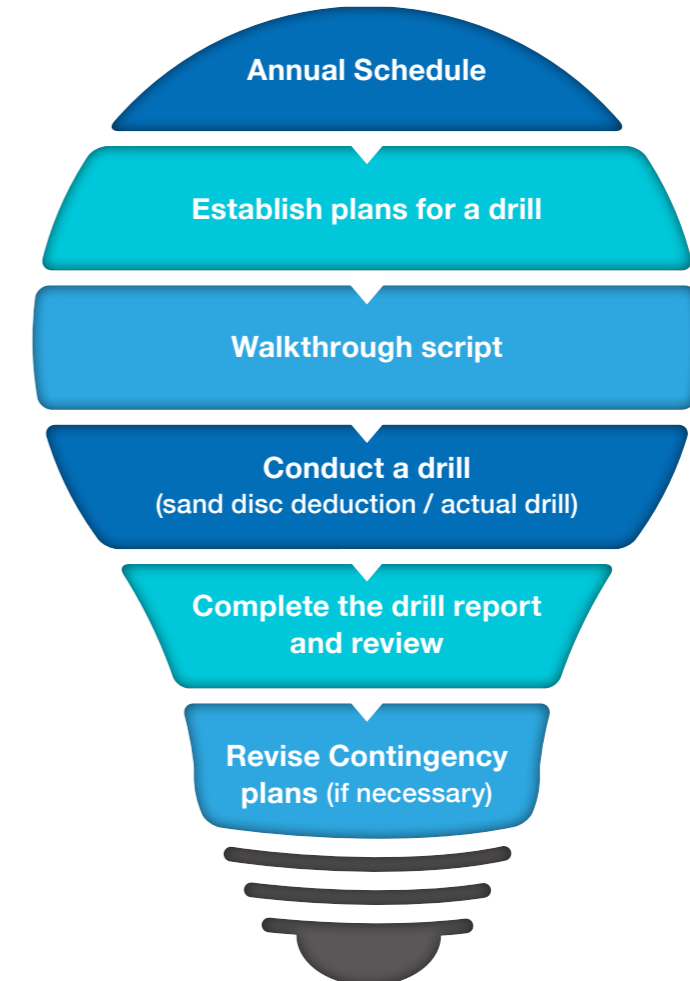 Annual Schedule
Establish plans for a drill
Walkthrough script
Conduct a drill
(sand disc deduction / actual drill)
Complete the drill report
and review
Revise Contingency
plans (if necessary)